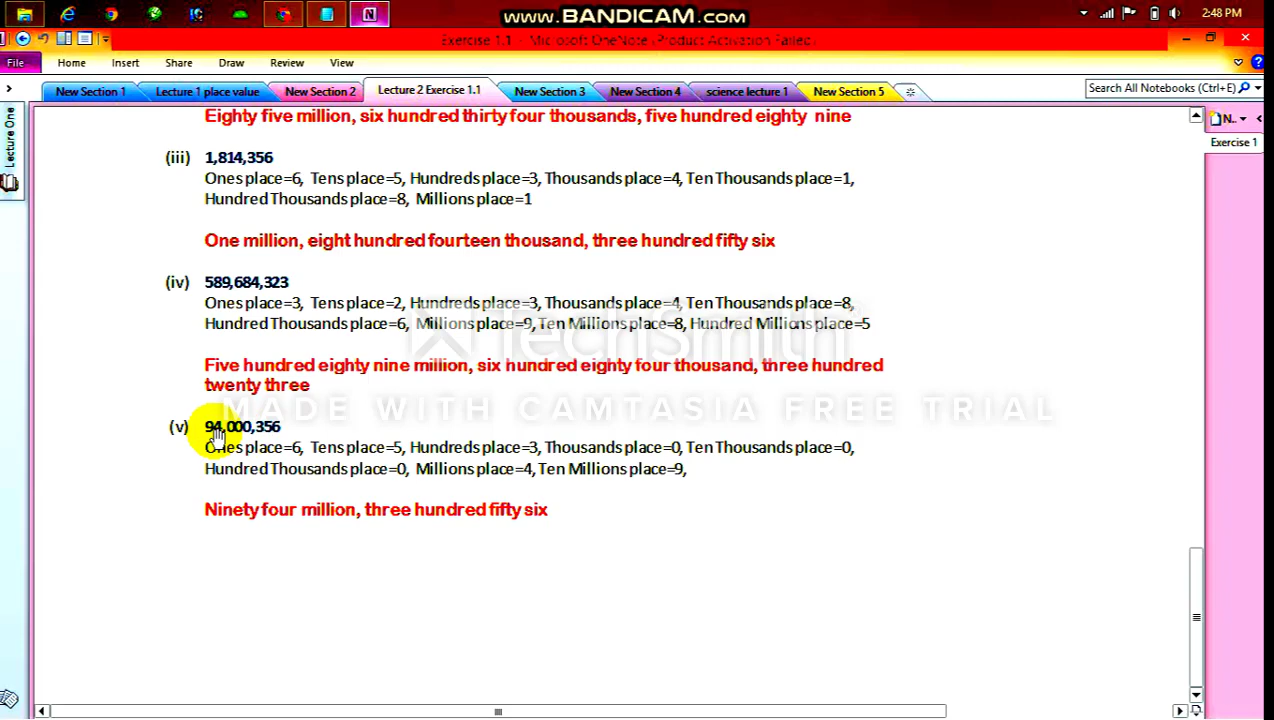 www.BANDICAM.com
2:48 PM
Exercise 1.1 - Microsoft OneNote (Product Activation Failed)
File Home Insert Share Draw Review View
New Section 1 Lecture 1 place value New Section 2 Lecture 2 Exercise 1.1 New Section 3 New Section 4 science lecture 1 New Section 5 Search All Notebooks (Ctrl+E)
N..
Exercise 1
Lecture One
Eighty five million, six hundred thirty four thousands, five hundred eighty nine
(iii) 1,814,356
Ones place=6, Tens place=5, Hundreds place=3, Thousands place=4, Ten Thousands place=1,
Hundred Thousands place=8, Millions place=1
One million, eight hundred fourteen thousand, three hundred fifty six
(iv) 589,684,323
Ones place=3, Tens place=2, Hundreds place=3, Thousands place=4, Ten Thousands place=8,
Hundred Thousands place=6, Millions place=9, Ten Millions place=8, Hundred Millions place=5
TechSmith
Five hundred eighty nine million, six hundred eighty four thousand, three hundred
twenty three
MADE WITH CAMTASIA FREE TRIAL
(v) 94,000,356
Ones place=6, Tens place=5, Hundreds place=3, Thousands place=0, Ten Thousands place=0,
Hundred Thousands place=0, Millions place=4, Ten Millions place=9,
Ninety four million, three hundred fifty six